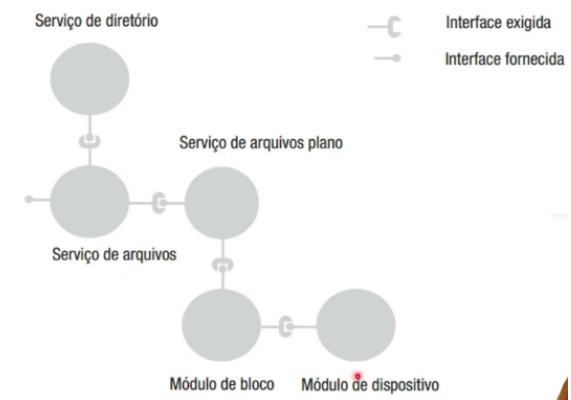 Serviço de diretório
Interface exigida
Interface fornecida
Serviço de arquivos plano
Serviço de arquivos
Módulo de bloco
Módulo de dispositivo